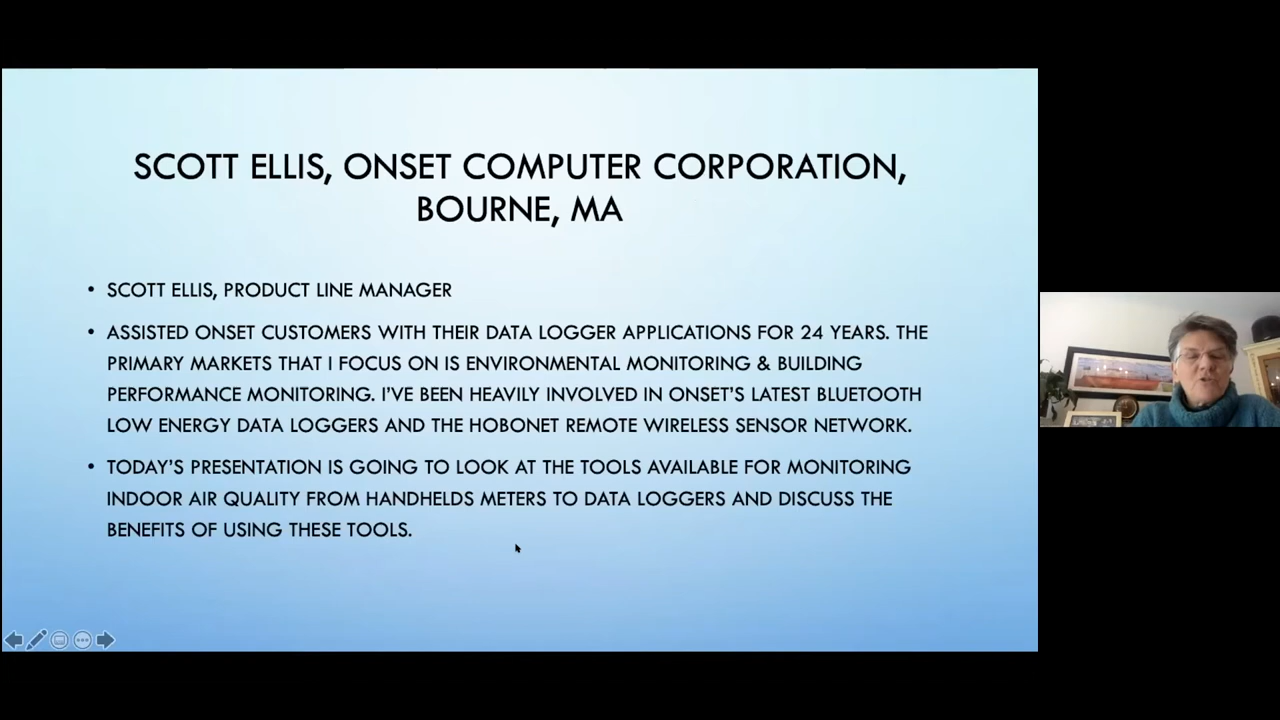 SCOTT ELLIS, ONSET COMPUTER CORPORATION,
BOURNE, MA
• SCOTT ELLIS, PRODUCT LINE MANAGER
• ASSISTED ONSET CUSTOMERS WITH THEIR DATA LOGGER APPLICATIONS FOR 24 YEARS. THE
PRIMARY MARKETS THAT I FOCUS ON IS ENVIRONMENTAL MONITORING & BUILDING
PERFORMANCE MONITORING. I'VE BEEN HEAVILY INVOLVED IN ONSET'S LATEST BLUETOOTH
LOW ENERGY DATA LOGGERS AND THE HOBONET REMOTE WIRELESS SENSOR NETWORK.
• TODAY'S PRESENTATION IS GOING TO LOOK AT THE TOOLS AVAILABLE FOR MONITORING
INDOOR AIR QUALITY FROM HANDHELDS METERS TO DATA LOGGERS AND DISCUSS THE
BENEFITS OF USING THESE TOOLS.